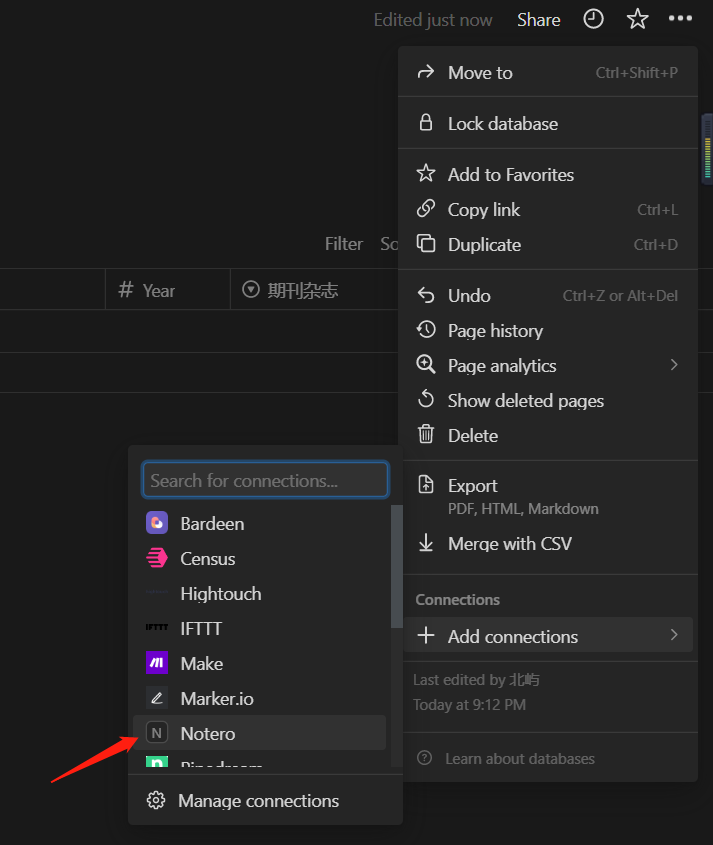 Edited just now Share
Move to Ctrl+Shift+P
Lock database
Add to Favorites
Copy link Ctrl+L
Duplicate Ctrl+D
Filter So
# Year 期刊杂志
Undo Ctrl+Z or Alt+Del
Page history
Page analytics
Show deleted pages
Delete
Export
PDF, HTML, Markdown
Merge with CSV
Connections
Add connections
Last edited by 北屿
Today at 9:12 PM
Learn about databases
Search for connections...
Bardeen
Census
Hightouch
IFTTT IFTTT
Make
Marker.io
N Notero
Pipedream
Manage connections